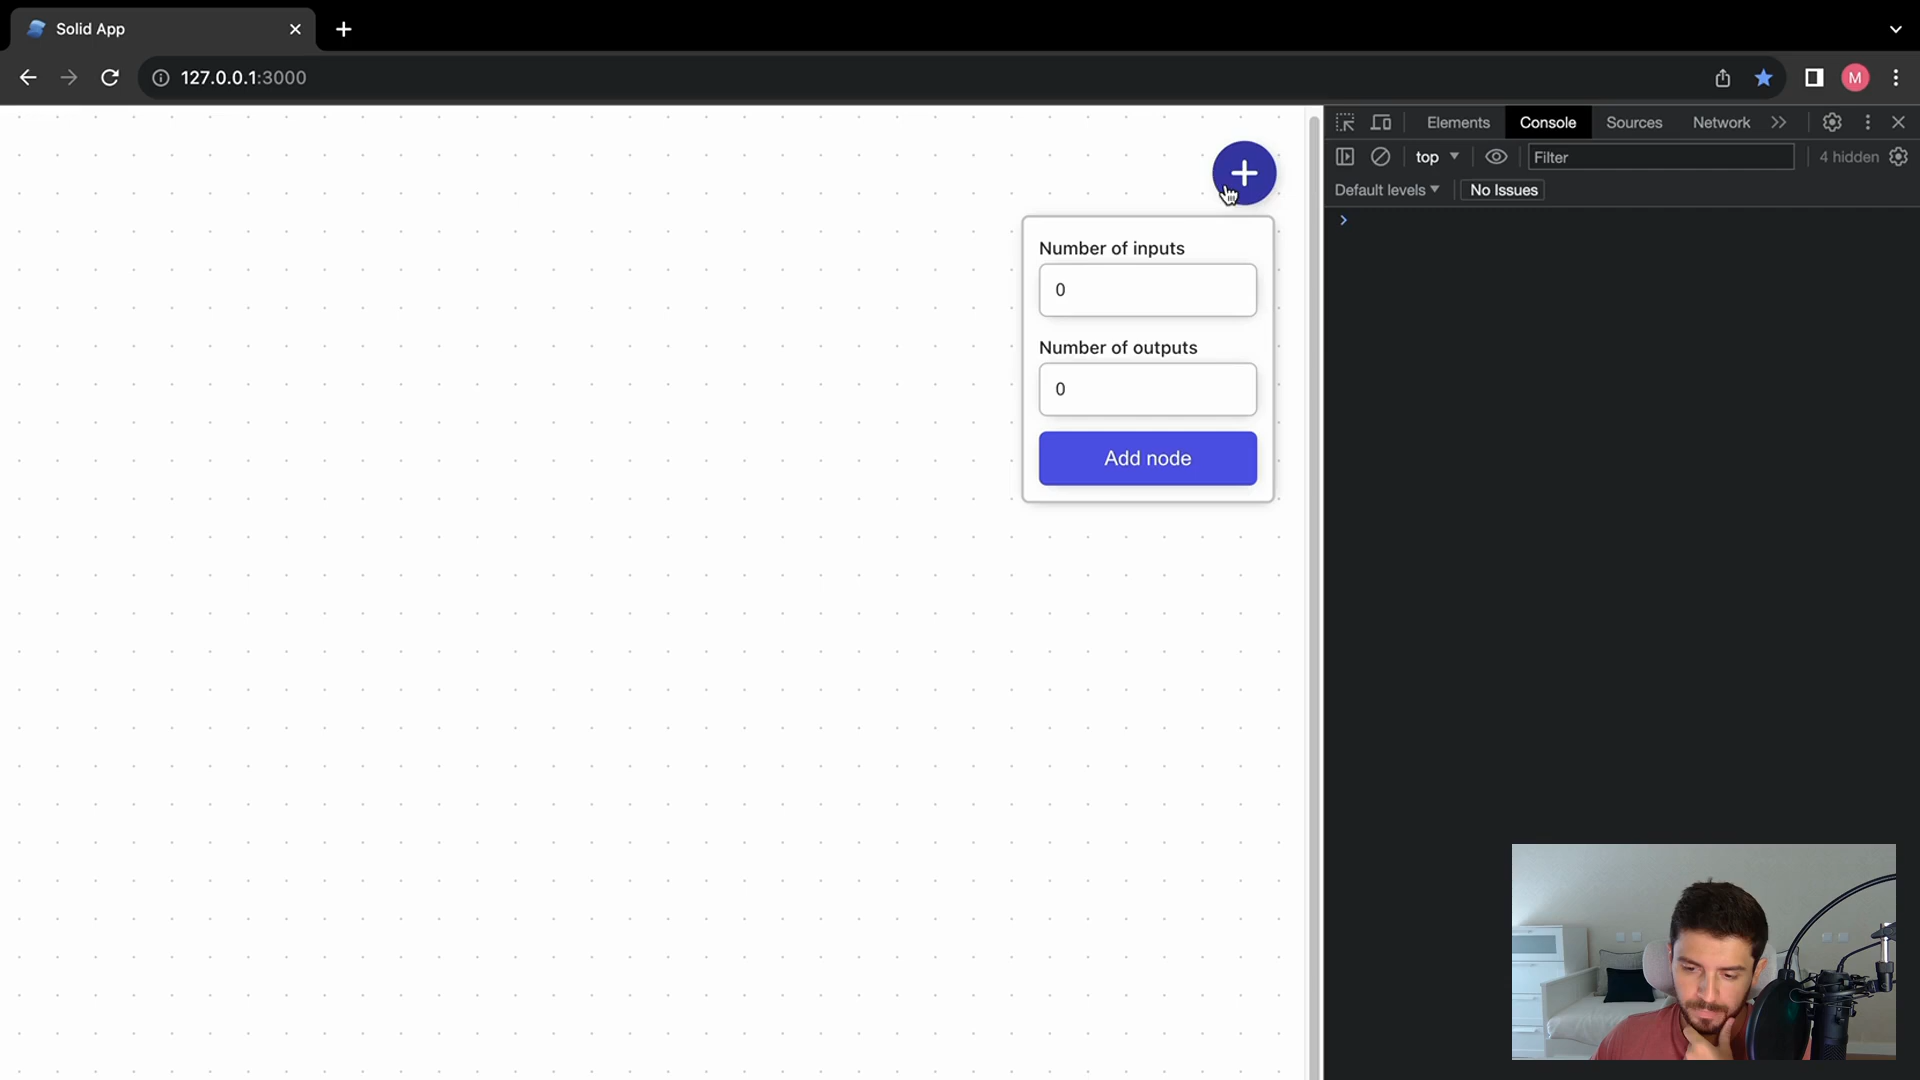 Solid App
127.0.0.1:3000
M
Elements Console Sources Network
top Filter 4 hidden
Default levels No Issues
Number of inputs
0
Number of outputs
0
Add node